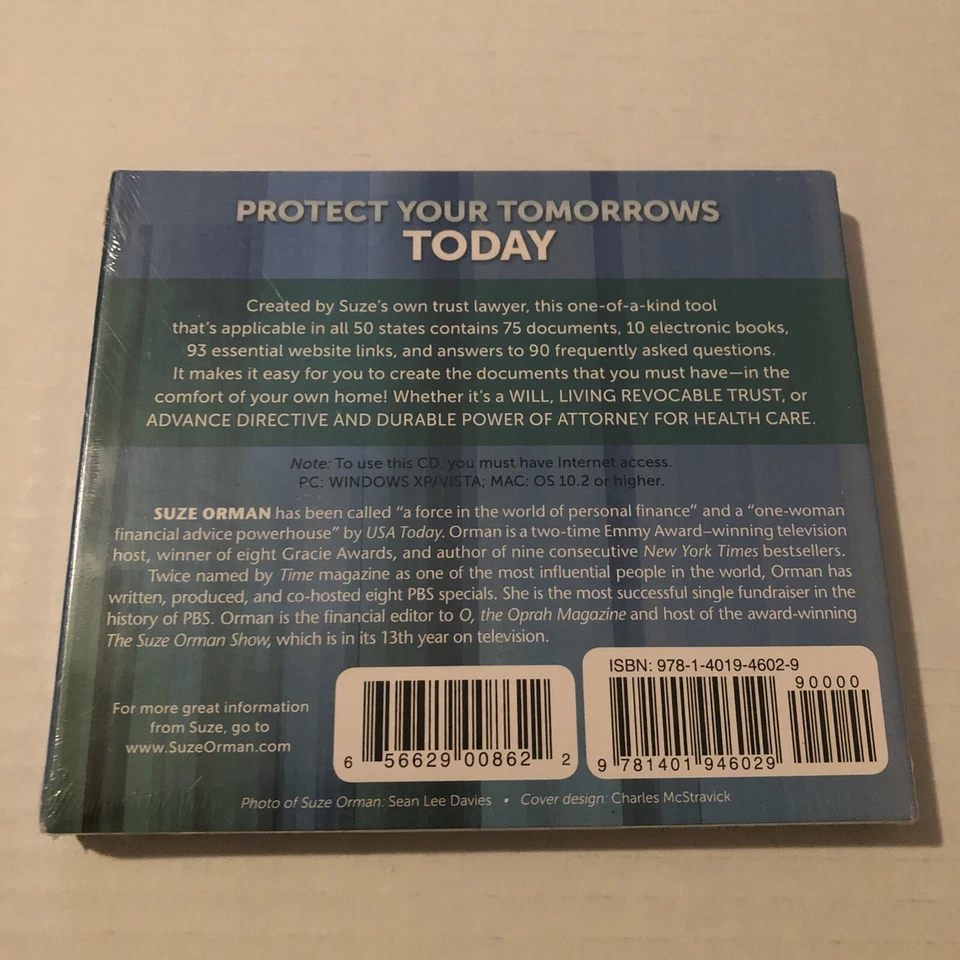 PROTECT YOUR TOMORROWS
TODAY
Created by Suze's own trust lawyer, this one-of-a-kind tool
that's applicable in all 50 states contains 75 documents, 10 electronic books,
93 essential website links, and answers to 90 frequently asked questions.
It makes it easy for you to create the documents that you must have—in the
comfort of your own home! Whether it's a WILL, LIVING REVOCABLE TRUST, or
ADVANCE DIRECTIVE AND DURABLE POWER OF ATTORNEY FOR HEALTH CARE.
Note: To use this CD, you must have Internet access.
PC: WINDOWS XP/VISTA; MAC: OS 10.2 or higher.
SUZE ORMAN has been called “a force in the world of personal finance” and a “one-woman
financial advice powerhouse” by USA Today. Orman is a two-time Emmy Award–winning television
host, winner of eight Gracie Awards, and author of nine consecutive New York Times bestsellers.
Twice named by Time magazine as one of the most influential people in the world, Orman has
written, produced, and co-hosted eight PBS specials. She is the most successful single fundraiser in the
history of PBS. Orman is the financial editor to O, the Oprah Magazine and host of the award-winning
The Suze Orman Show, which is in its 13th year on television.
For more great information
from Suze, go to
www.SuzeOrman.com
6 56629 00862 2
ISBN: 978-1-4019-4602-9
90000
9 781401 946029
Photo of Suze Orman: Sean Lee Davies • Cover design: Charles McStravick